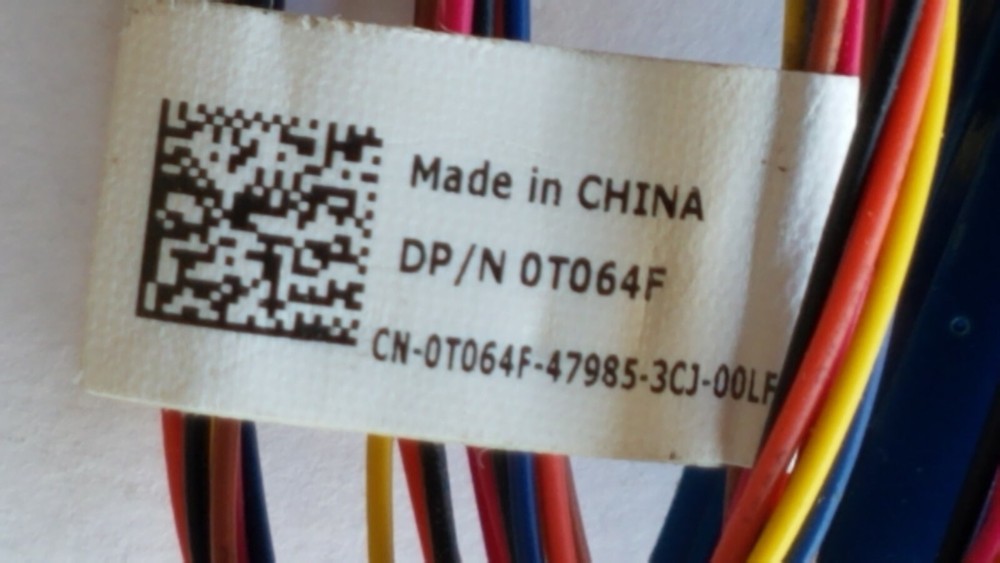 Made in CHINA
DP/N 0T064F
CN-0T064F-47985-3CJ-00LF